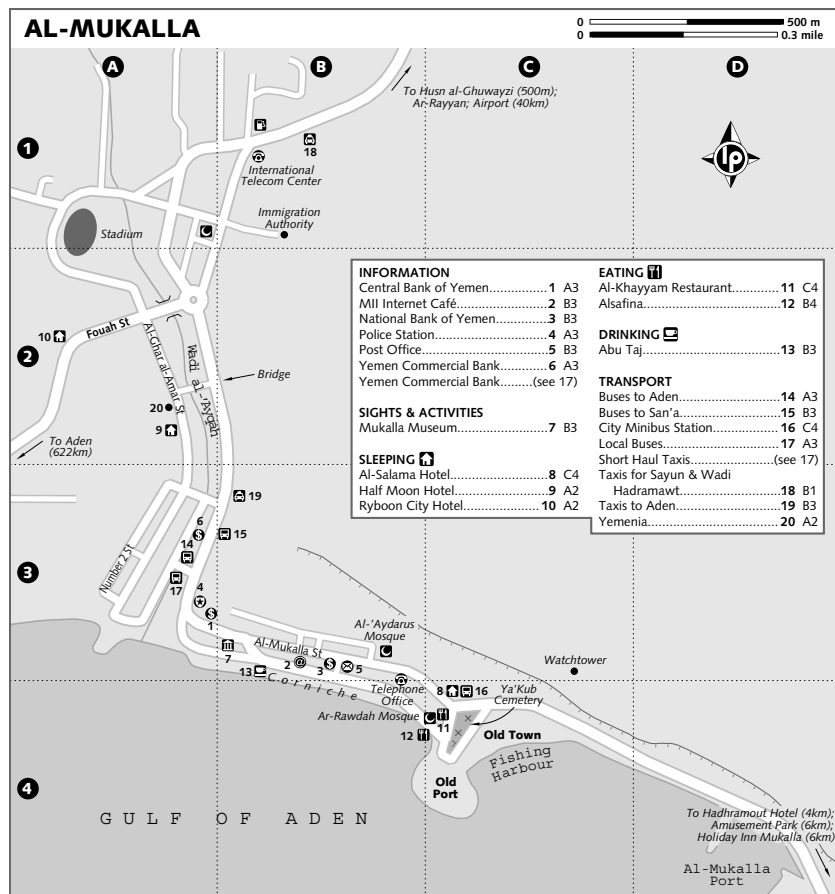 AL-MUKALLA
0 500 m
0 0.3 mile
A
B
C
D
To Husn al-Ghuwayzi (500m);
Ar-Rayyan; Airport (40km)
1
18
International
Telecom Center
lp
Immigration
Authority
Stadium
INFORMATION
Central Bank of Yemen 1 A3
MII Internet Café 2 B3
National Bank of Yemen 3 B3
Police Station 4 A3
Post Office 5 B3
Yemen Commercial Bank 6 A3
Yemen Commercial Bank (see 17)
SIGHTS & ACTIVITIES
Mukalla Museum 7 B3
SLEEPING
Al-Salama Hotel 8 C4
Half Moon Hotel 9 A2
Ryboon City Hotel 10 A2
EATING
Al-Khayyam Restaurant 11 C4
Alsafina 12 B4
DRINKING
Abu Taj 13 B3
TRANSPORT
Buses to Aden 14 A3
Buses to San'a 15 B3
City Minibus Station 16 C4
Local Buses 17 A3
Short Haul Taxis (see 17)
Taxis for Sayun & Wadi
Hadramawt 18 B1
Taxis to Aden 19 B3
Yemenia 20 A2
10
Fouah St
2
Al-Ghar al-Amar St
Wadi al-'Ayqah
Bridge
20
9
To Aden
(622km)
19
6
15
14
Number 2 St
3
17
4
1
Al-Mukalla St
Al-'Aydarus
Mosque
7
2
3
5
13
Corniche
Watchtower
Telephone
Office
8
16
Ya'Kub
Cemetery
Ar-Rawdah Mosque
11
12
Old Town
Fishing
Harbour
Old
Port
4
GULF OF ADEN
To Hadhramout Hotel (4km);
Amusement Park (6km);
Holiday Inn Mukalla (6km)
Al-Mukalla
Port